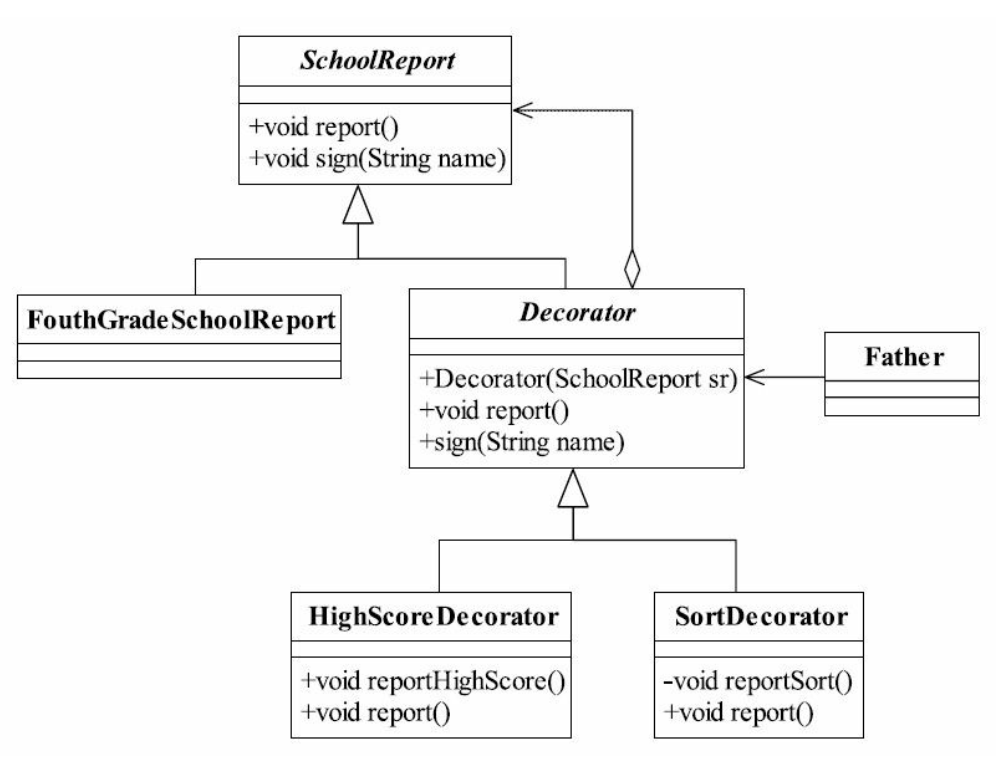 SchoolReport
+void report()
+void sign(String name)
FouthGradeSchoolReport
Decorator
+Decorator(SchoolReport sr)
+void report()
+sign(String name)
Father
HighScoreDecorator
+void reportHighScore()
+void report()
SortDecorator
-void reportSort()
+void report()